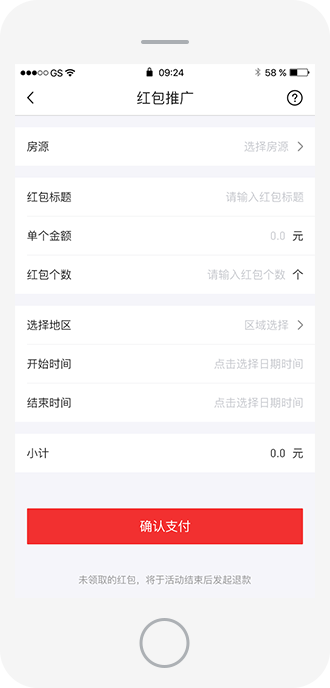 GS 09:24 58 %
红包推广
房源 选择房源
红包标题 请输入红包标题
单个金额 0.0 元
红包个数 请输入红包个数 个
选择地区 区域选择
开始时间 点击选择日期时间
结束时间 点击选择日期时间
小计 0.0 元
确认支付
未领取的红包，将于活动结束后发起退款